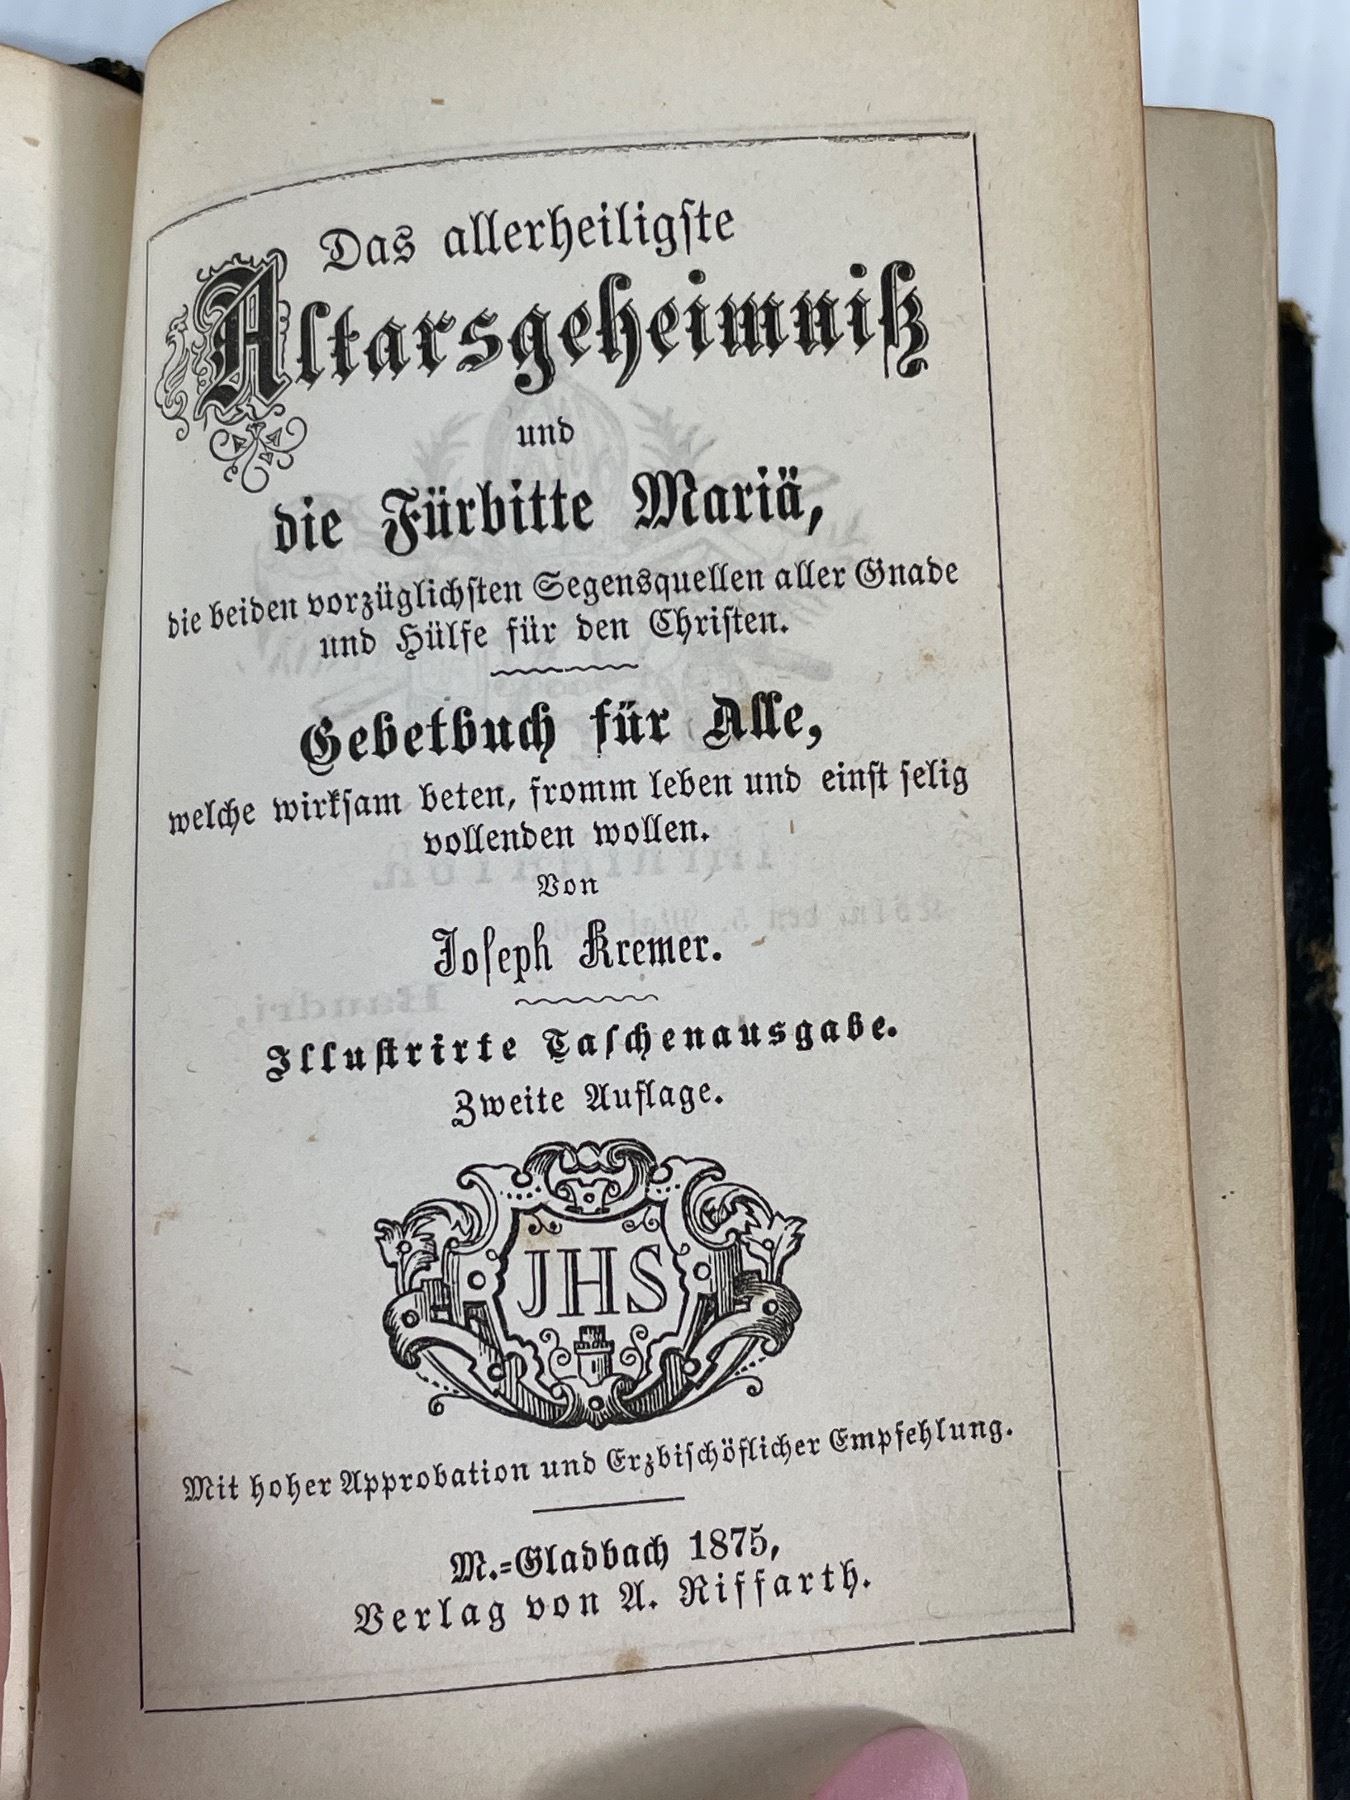 Das allerheiligste
Altarsgeheimniß
und
die Fürbitte Mariä,
die beiden vorzüglichsten Segensquellen aller Gnade
und Hülfe für den Christen.
Gebetbuch für Alle,
welche wirksam beten, fromm leben und einst selig
vollenden wollen.
Von
Joseph Kremer.
Illustrirte Taschenausgabe.
Zweite Auflage.
JHS
Mit hoher Approbation und Erzbischöflicher Empfehlung.
M.=Gladbach 1875,
Verlag von A. Riffarth.